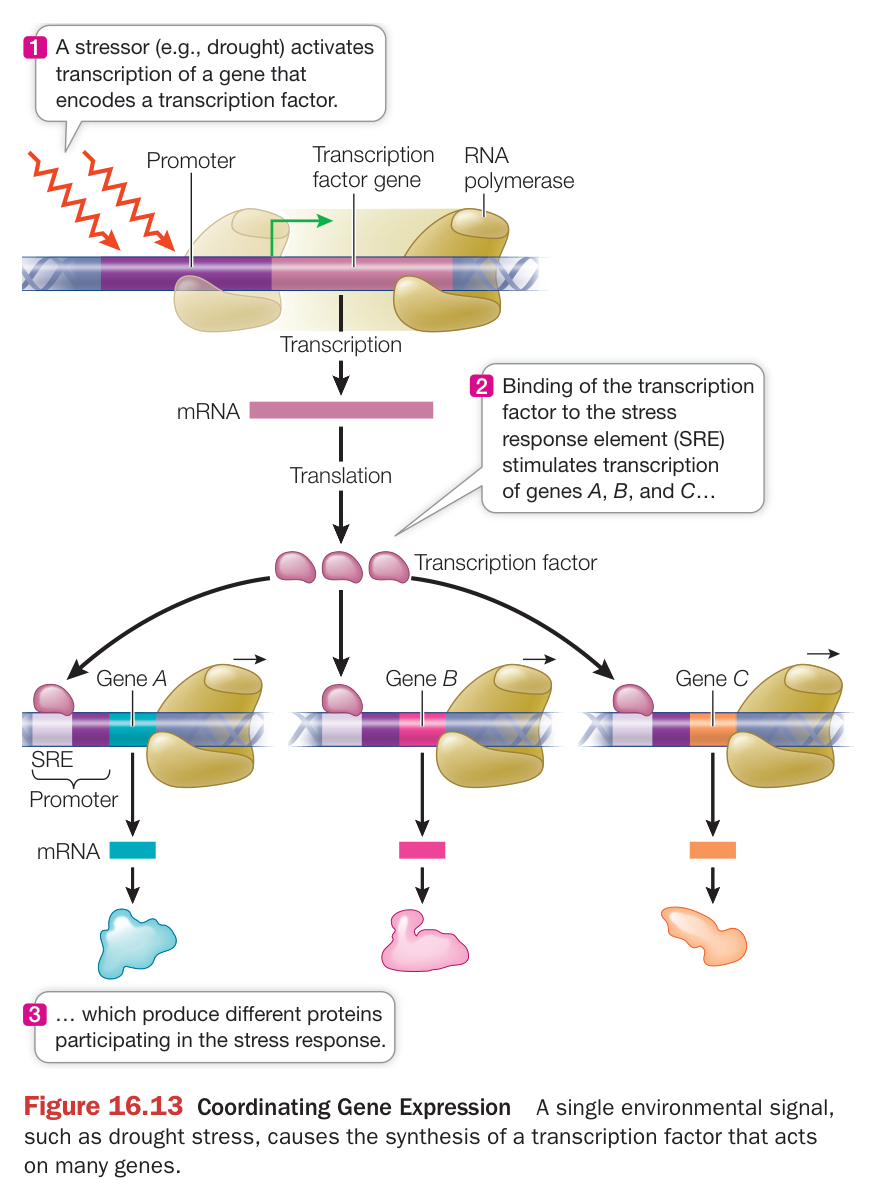 1 A stressor (e.g., drought) activates
transcription of a gene that
encodes a transcription factor.
Promoter
Transcription
factor gene
RNA
polymerase
Transcription
mRNA
2 Binding of the transcription
factor to the stress
response element (SRE)
stimulates transcription
of genes A, B, and C…
Translation
Transcription factor
Gene A
Gene B
Gene C
SRE
Promoter
mRNA
3 … which produce different proteins
participating in the stress response.
Figure 16.13 Coordinating Gene Expression A single environmental signal,
such as drought stress, causes the synthesis of a transcription factor that acts
on many genes.